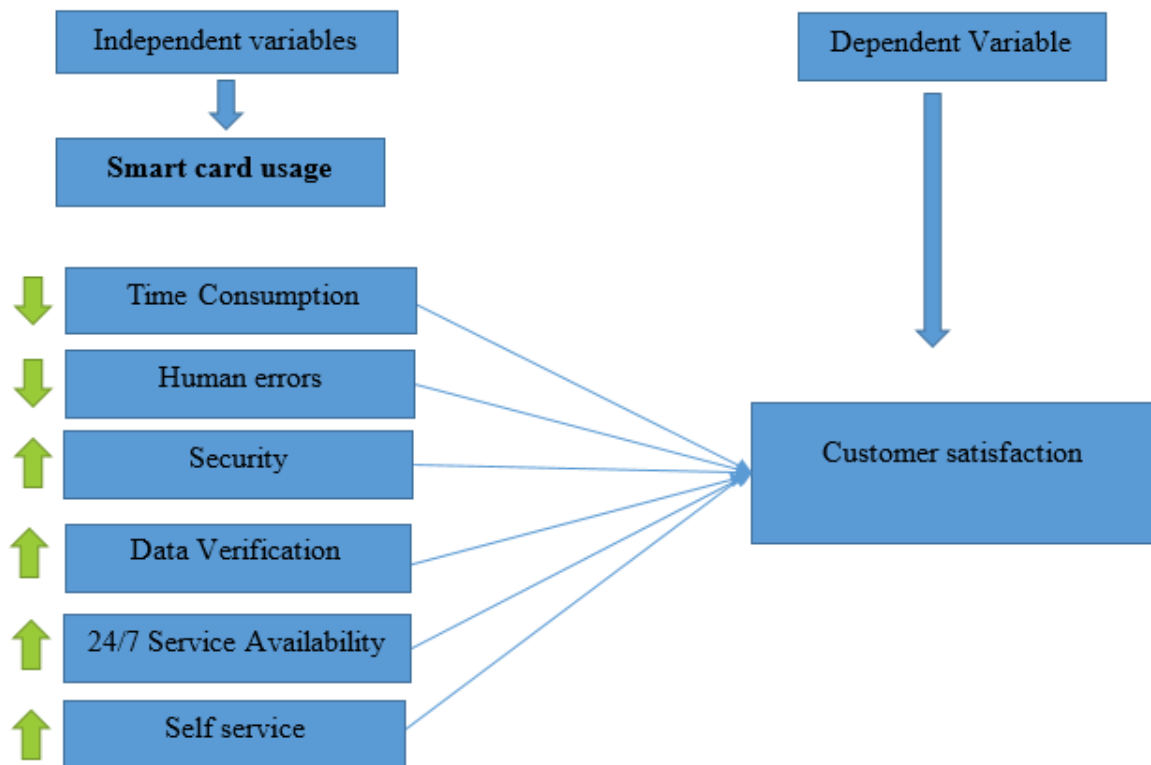 Independent variables
Dependent Variable
Smart card usage
Time Consumption
Human errors
Security
Customer satisfaction
Data Verification
24/7 Service Availability
Self service